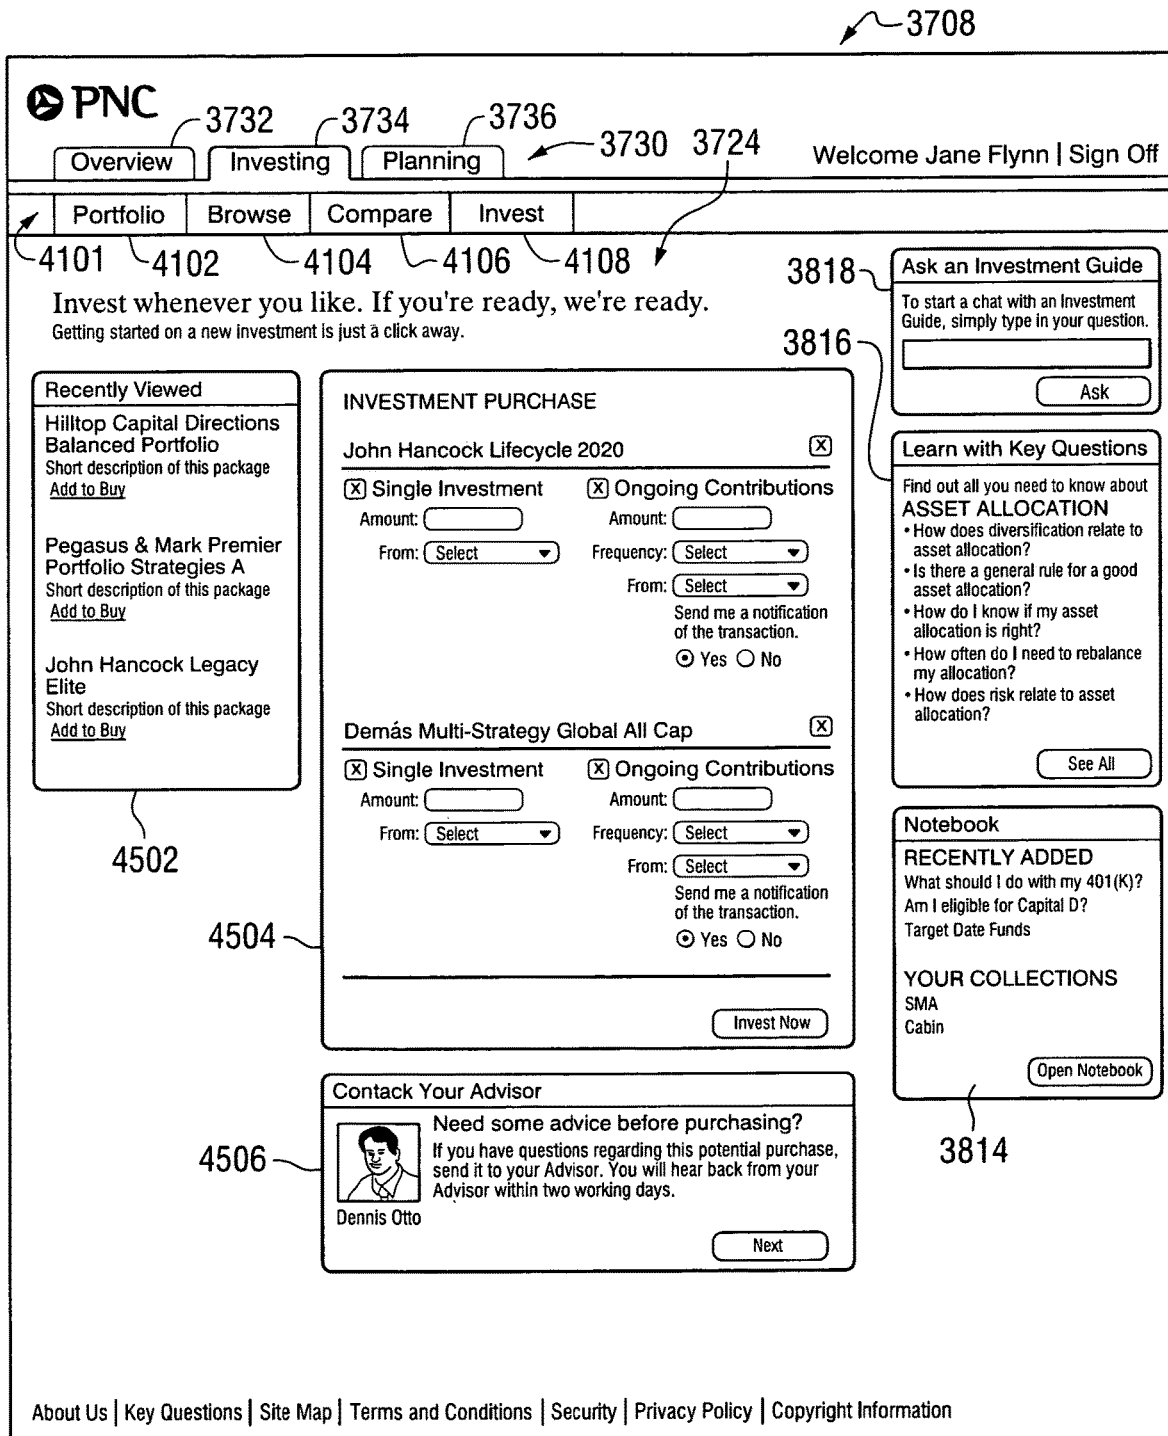 3708
PNC
3732
3734
3736
3730
3724
Overview
Investing
Planning
Welcome Jane Flynn | Sign Off
Portfolio
Browse
Compare
Invest
4101
4102
4104
4106
4108
Invest whenever you like. If you're ready, we're ready.
Getting started on a new investment is just a click away.
Recently Viewed
Hilltop Capital Directions
Balanced Portfolio
Short description of this package
Add to Buy
Pegasus & Mark Premier
Portfolio Strategies A
Short description of this package
Add to Buy
John Hancock Legacy
Elite
Short description of this package
Add to Buy
4502
INVESTMENT PURCHASE
John Hancock Lifecycle 2020 X
X Single Investment
Amount:
From: Select
X Ongoing Contributions
Amount:
Frequency: Select
From: Select
Send me a notification
of the transaction.
Yes No
Demás Multi-Strategy Global All Cap X
X Single Investment
Amount:
From: Select
X Ongoing Contributions
Amount:
Frequency: Select
From: Select
Send me a notification
of the transaction.
Yes No
Invest Now
4504
Contack Your Advisor
Need some advice before purchasing?
If you have questions regarding this potential purchase,
send it to your Advisor. You will hear back from your
Advisor within two working days.
Dennis Otto
Next
4506
3818
Ask an Investment Guide
To start a chat with an Investment
Guide, simply type in your question.
Ask
3816
Learn with Key Questions
Find out all you need to know about
ASSET ALLOCATION
• How does diversification relate to
asset allocation?
• Is there a general rule for a good
asset allocation?
• How do I know if my asset
allocation is right?
• How often do I need to rebalance
my allocation?
• How does risk relate to asset
allocation?
See All
Notebook
RECENTLY ADDED
What should I do with my 401(K)?
Am I eligible for Capital D?
Target Date Funds
YOUR COLLECTIONS
SMA
Cabin
Open Notebook
3814
About Us | Key Questions | Site Map | Terms and Conditions | Security | Privacy Policy | Copyright Information